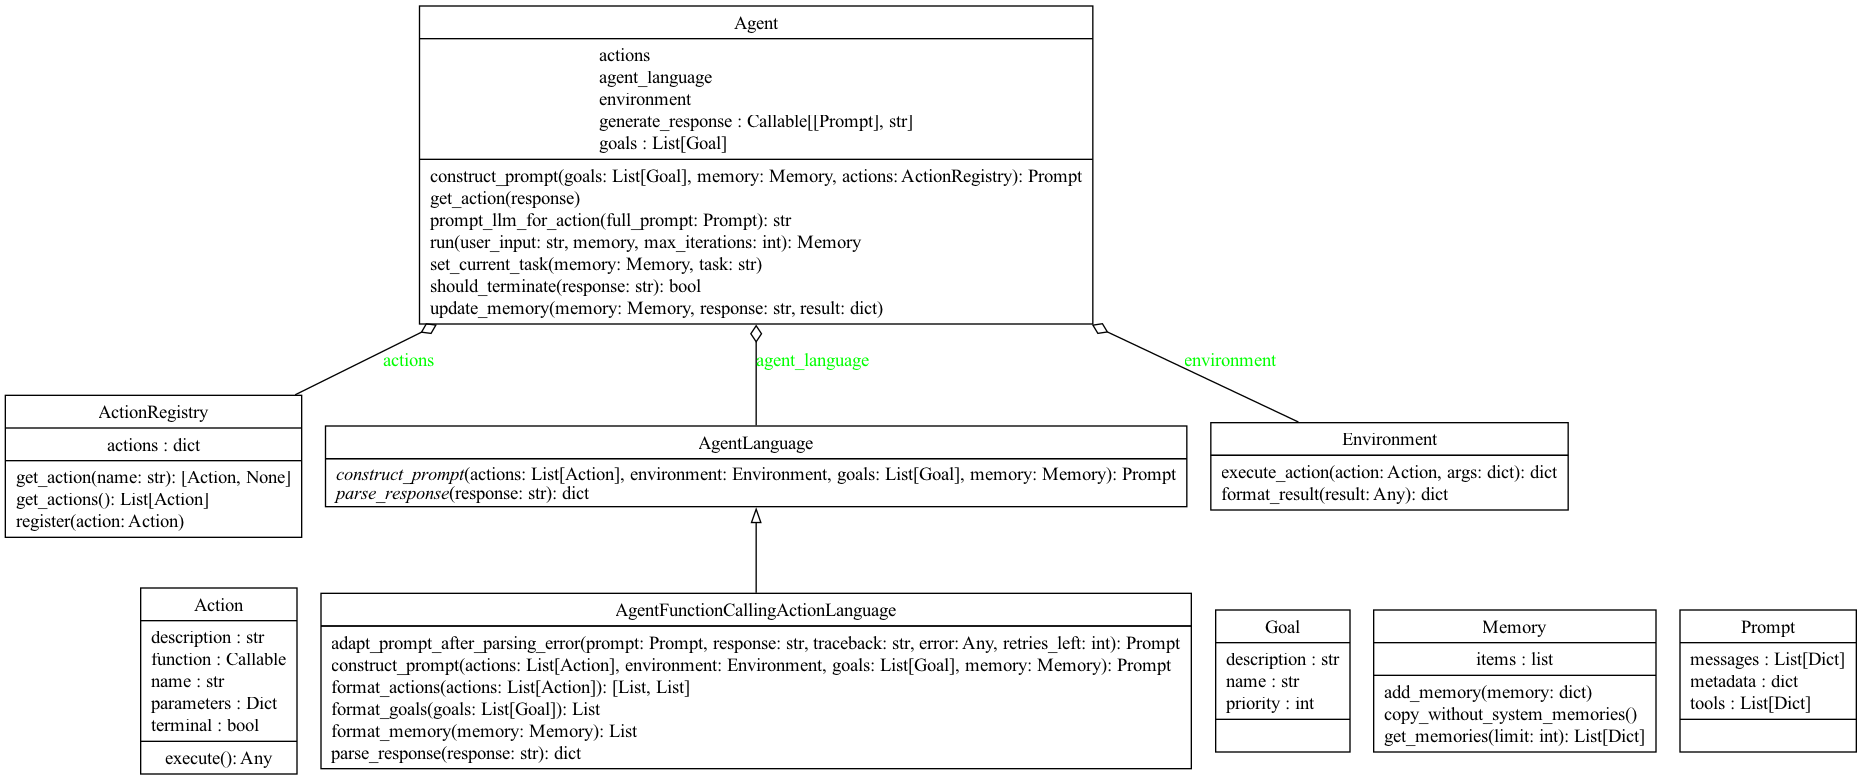 Agent
actions
agent_language
environment
generate_response : Callable[[Prompt], str]
goals : List[Goal]
construct_prompt(goals: List[Goal], memory: Memory, actions: ActionRegistry): Prompt
get_action(response)
prompt_llm_for_action(full_prompt: Prompt): str
run(user_input: str, memory, max_iterations: int): Memory
set_current_task(memory: Memory, task: str)
should_terminate(response: str): bool
update_memory(memory: Memory, response: str, result: dict)
actions
agent_language
environment
ActionRegistry
actions : dict
get_action(name: str): [Action, None]
get_actions(): List[Action]
register(action: Action)
AgentLanguage
construct_prompt(actions: List[Action], environment: Environment, goals: List[Goal], memory: Memory): Prompt
parse_response(response: str): dict
Environment
execute_action(action: Action, args: dict): dict
format_result(result: Any): dict
Action
description : str
function : Callable
name : str
parameters : Dict
terminal : bool
execute(): Any
AgentFunctionCallingActionLanguage
adapt_prompt_after_parsing_error(prompt: Prompt, response: str, traceback: str, error: Any, retries_left: int): Prompt
construct_prompt(actions: List[Action], environment: Environment, goals: List[Goal], memory: Memory): Prompt
format_actions(actions: List[Action]): [List, List]
format_goals(goals: List[Goal]): List
format_memory(memory: Memory): List
parse_response(response: str): dict
Goal
description : str
name : str
priority : int
Memory
items : list
add_memory(memory: dict)
copy_without_system_memories()
get_memories(limit: int): List[Dict]
Prompt
messages : List[Dict]
metadata : dict
tools : List[Dict]